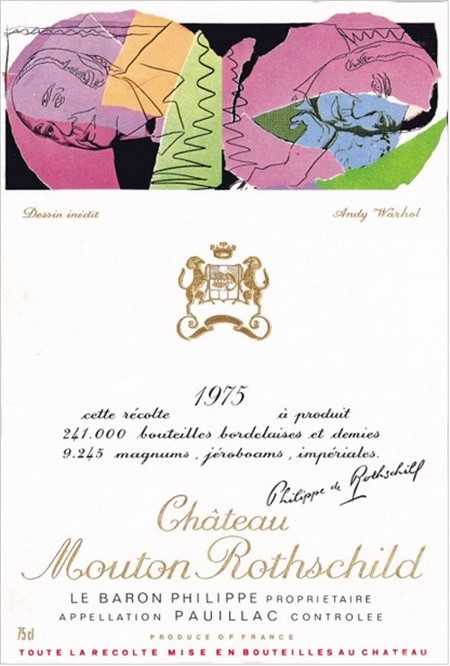 Dessin inédit
Andy Warhol
1975
cette récolte à produit
241.000 bouteilles bordelaises et demies
9.245 magnums, jéroboams, impériales.
Philippe de Rothschild
Château
Mouton Rothschild
LE BARON PHILIPPE PROPRIETAIRE
APPELLATION PAUILLAC CONTROLEE
75cl
PRODUCE OF FRANCE
TOUTE LA RECOLTE MISE EN BOUTEILLES AU CHATEAU